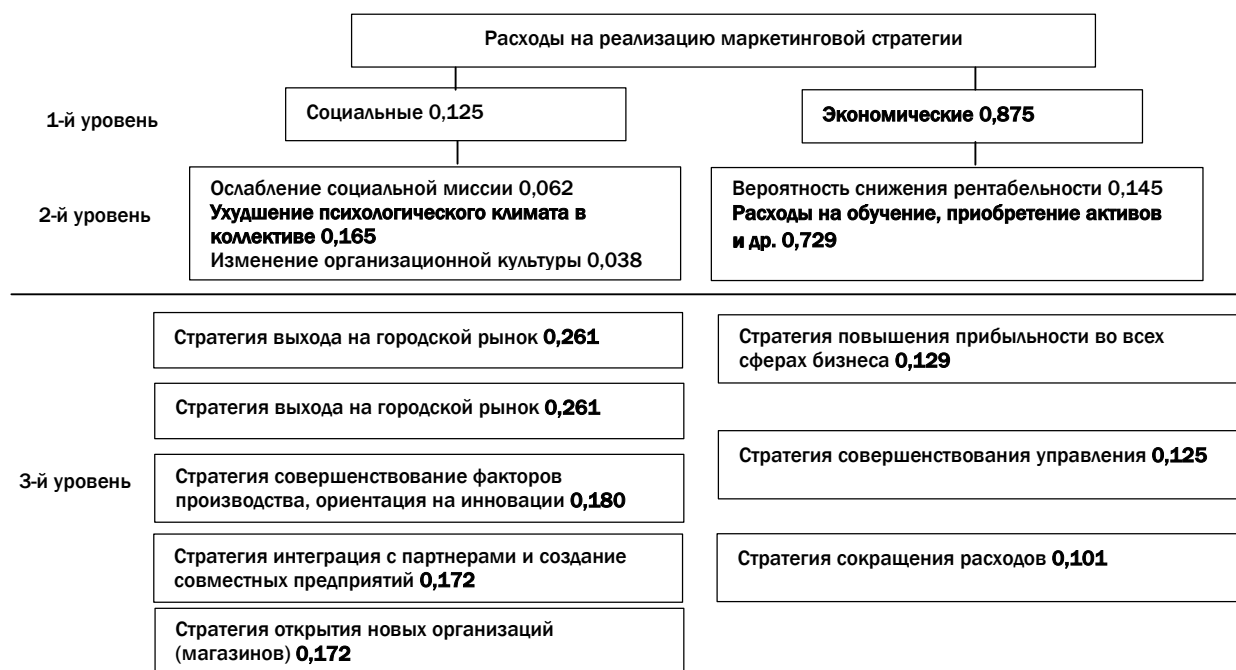 Расходы на реализацию маркетинговой стратегии
1-й уровень
Социальные 0,125
Экономические 0,875
2-й уровень
Ослабление социальной миссии 0,062
Ухудшение психологического климата в
коллективе 0,165
Изменение организационной культуры 0,038
Вероятность снижения рентабельности 0,145
Расходы на обучение, приобретение активов
и др. 0,729
3-й уровень
Стратегия выхода на городской рынок 0,261
Стратегия выхода на городской рынок 0,261
Стратегия совершенствование факторов
производства, ориентация на инновации 0,180
Стратегия интеграция с партнерами и создание
совместных предприятий 0,172
Стратегия открытия новых организаций
(магазинов) 0,172
Стратегия повышения прибыльности во всех
сферах бизнеса 0,129
Стратегия совершенствования управления 0,125
Стратегия сокращения расходов 0,101